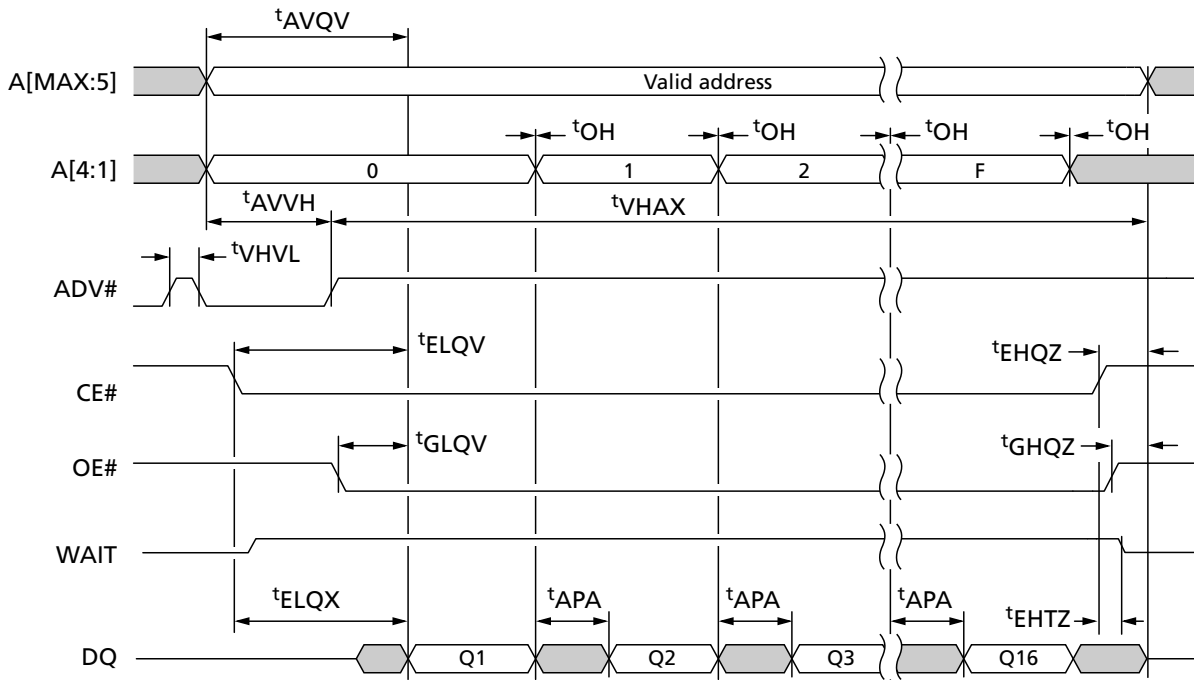 tAVQV
A[MAX:5] Valid address
tOH tOH tOH tOH
A[4:1] 0 1 2 F
tAVVH tVHAX
tVHVL
ADV#
tELQV tEHQZ
CE#
tGLQV tGHQZ
OE#
WAIT
tELQX tAPA tAPA tAPA tEHTZ
DQ Q1 Q2 Q3 Q16